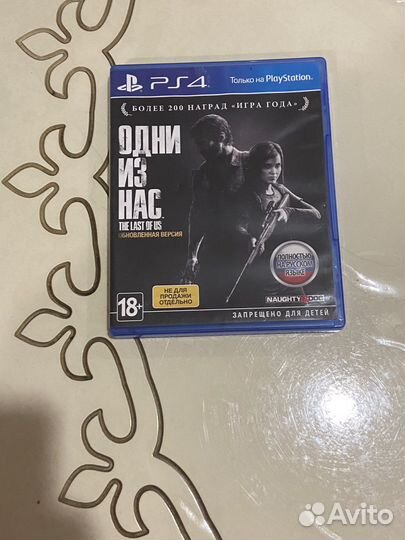 PS4
Только на PlayStation.
БОЛЕЕ 200 НАГРАД «ИГРА ГОДА»
ОДНИ
ИЗ
НАС
THE LAST OF US
ОБНОВЛЕННАЯ ВЕРСИЯ
ПОЛНОСТЬЮ
НА РУССКОМ
ЯЗЫКЕ
18+
НЕ ДЛЯ
ПРОДАЖИ
ОТДЕЛЬНО
NAUGHTY DOG
ЗАПРЕЩЕНО ДЛЯ ДЕТЕЙ
Avito